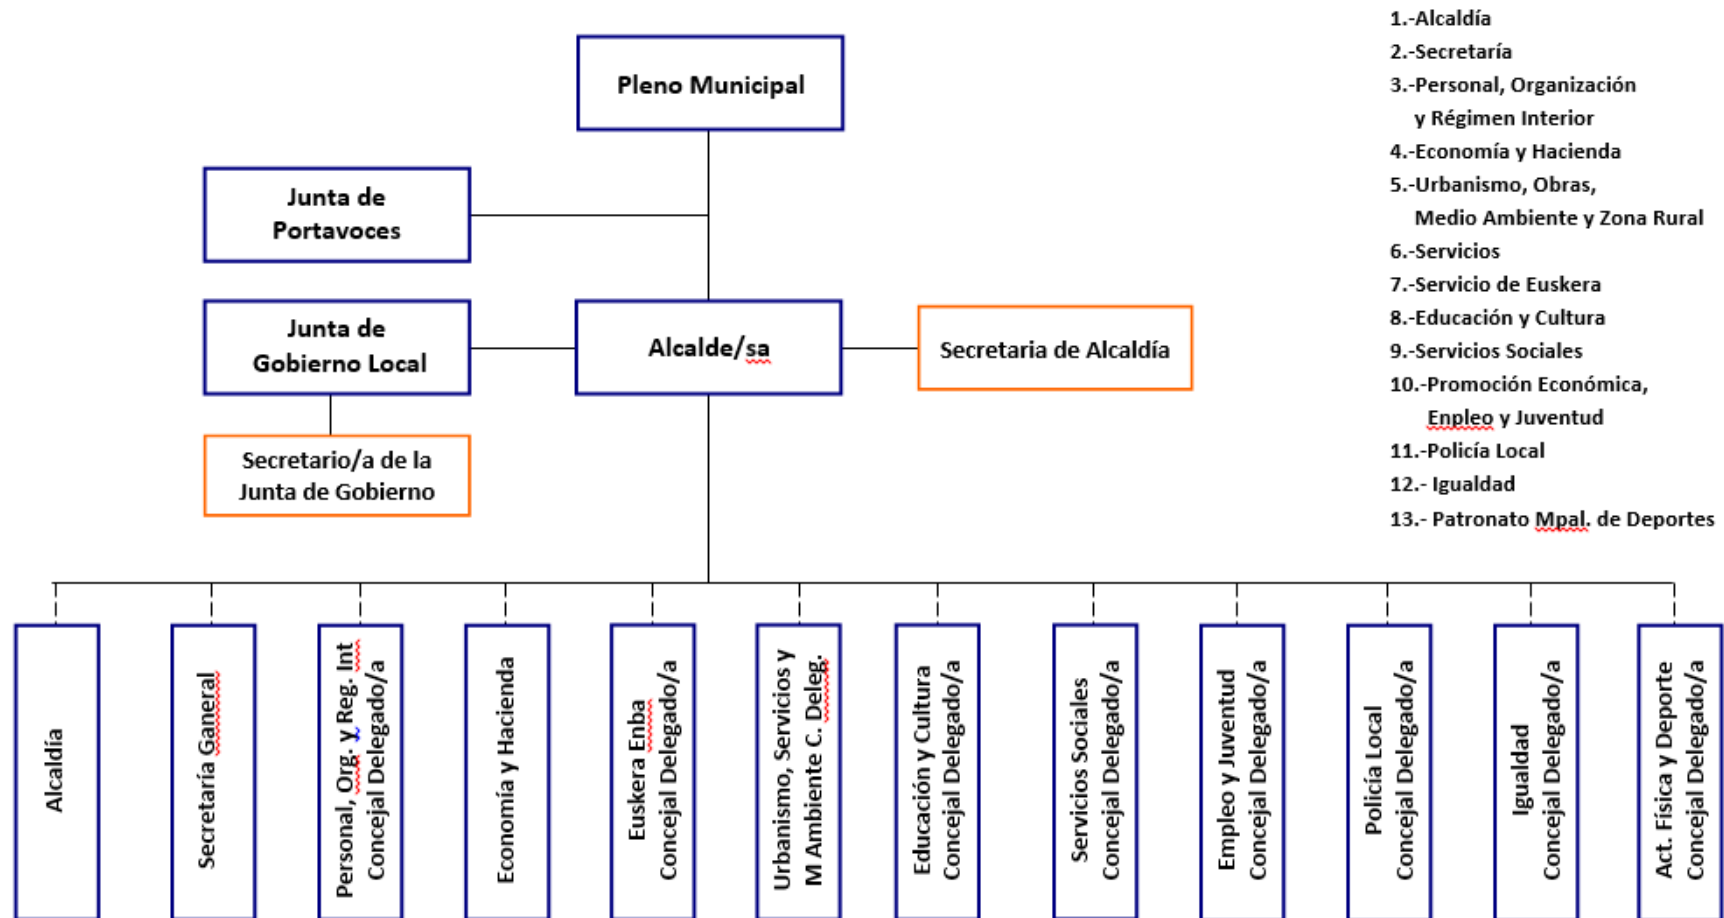 Pleno Municipal
Junta de
Portavoces
Junta de
Gobierno Local
Alcalde/sa
Secretaria de Alcaldía
Secretario/a de la
Junta de Gobierno
1.-Alcaldía
2.-Secretaría
3.-Personal, Organización
y Régimen Interior
4.-Economía y Hacienda
5.-Urbanismo, Obras,
Medio Ambiente y Zona Rural
6.-Servicios
7.-Servicio de Euskera
8.-Educación y Cultura
9.-Servicios Sociales
10.-Promoción Económica,
Enpleo y Juventud
11.-Policía Local
12.- Igualdad
13.- Patronato Mpal. de Deportes
Alcaldía
Secretaría Ganeral
Personal, Org. y Reg. Int
Concejal Delegado/a
Economía y Hacienda
Euskera Enba
Concejal Delegado/a
Urbanismo, Servicios y
M Ambiente C. Deleg.
Educación y Cultura
Concejal Delegado/a
Servicios Sociales
Concejal Delegado/a
Empleo y Juventud
Concejal Delegado/a
Policía Local
Concejal Delegado/a
Igualdad
Concejal Delegado/a
Act. Física y Deporte
Concejal Delegado/a